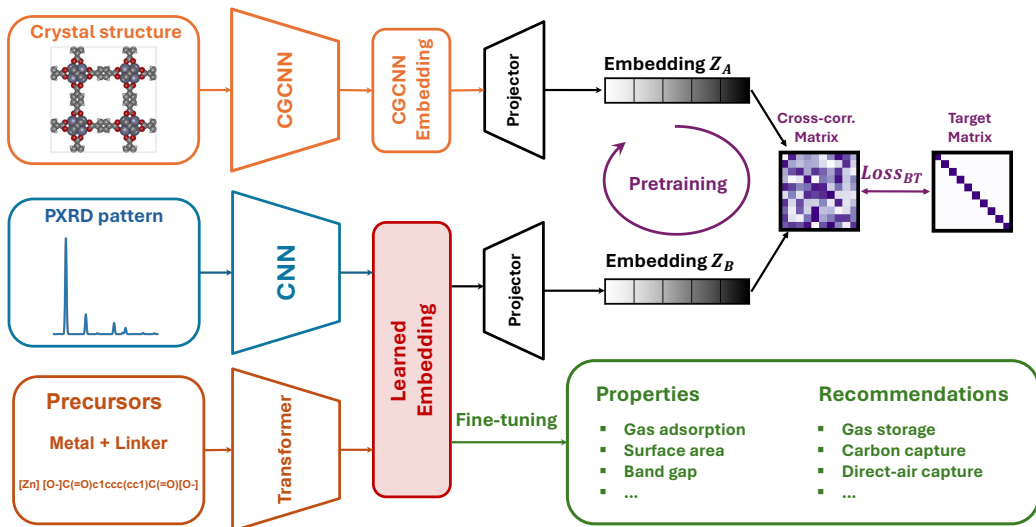 Crystal structure
CGCNN
CGCNN
Embedding
Projector
Embedding Z_A
Cross-corr.
Matrix
Target
Matrix
Pretraining
Loss_BT
PXRD pattern
CNN
Learned
Embedding
Projector
Embedding Z_B
Precursors
Metal + Linker
[Zn] [O-]C(=O)c1ccc(cc1)C(=O)[O-]
Transformer
Fine-tuning
Properties
▪ Gas adsorption
▪ Surface area
▪ Band gap
▪ ...
Recommendations
▪ Gas storage
▪ Carbon capture
▪ Direct-air capture
▪ ...